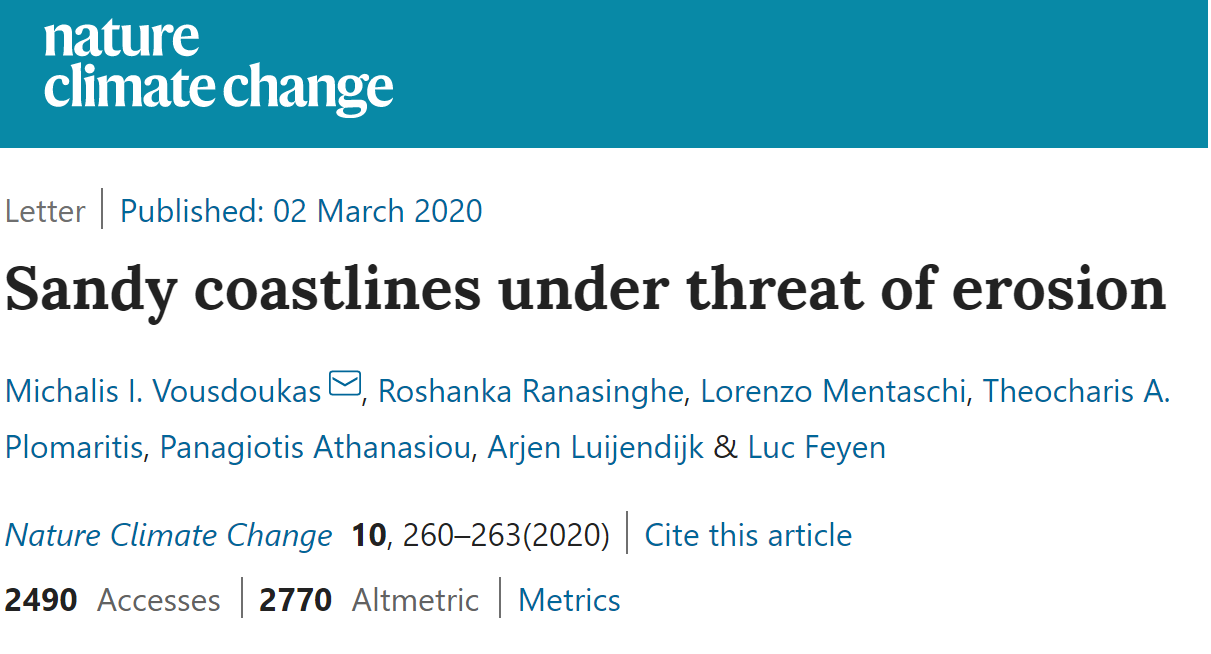 nature
climate change
Letter | Published: 02 March 2020
Sandy coastlines under threat of erosion
Michalis I. Vousdoukas, Roshanka Ranasinghe, Lorenzo Mentaschi, Theocharis A.
Plomaritis, Panagiotis Athanasiou, Arjen Luijendijk & Luc Feyen
Nature Climate Change 10, 260–263(2020) | Cite this article
2490 Accesses | 2770 Altmetric | Metrics